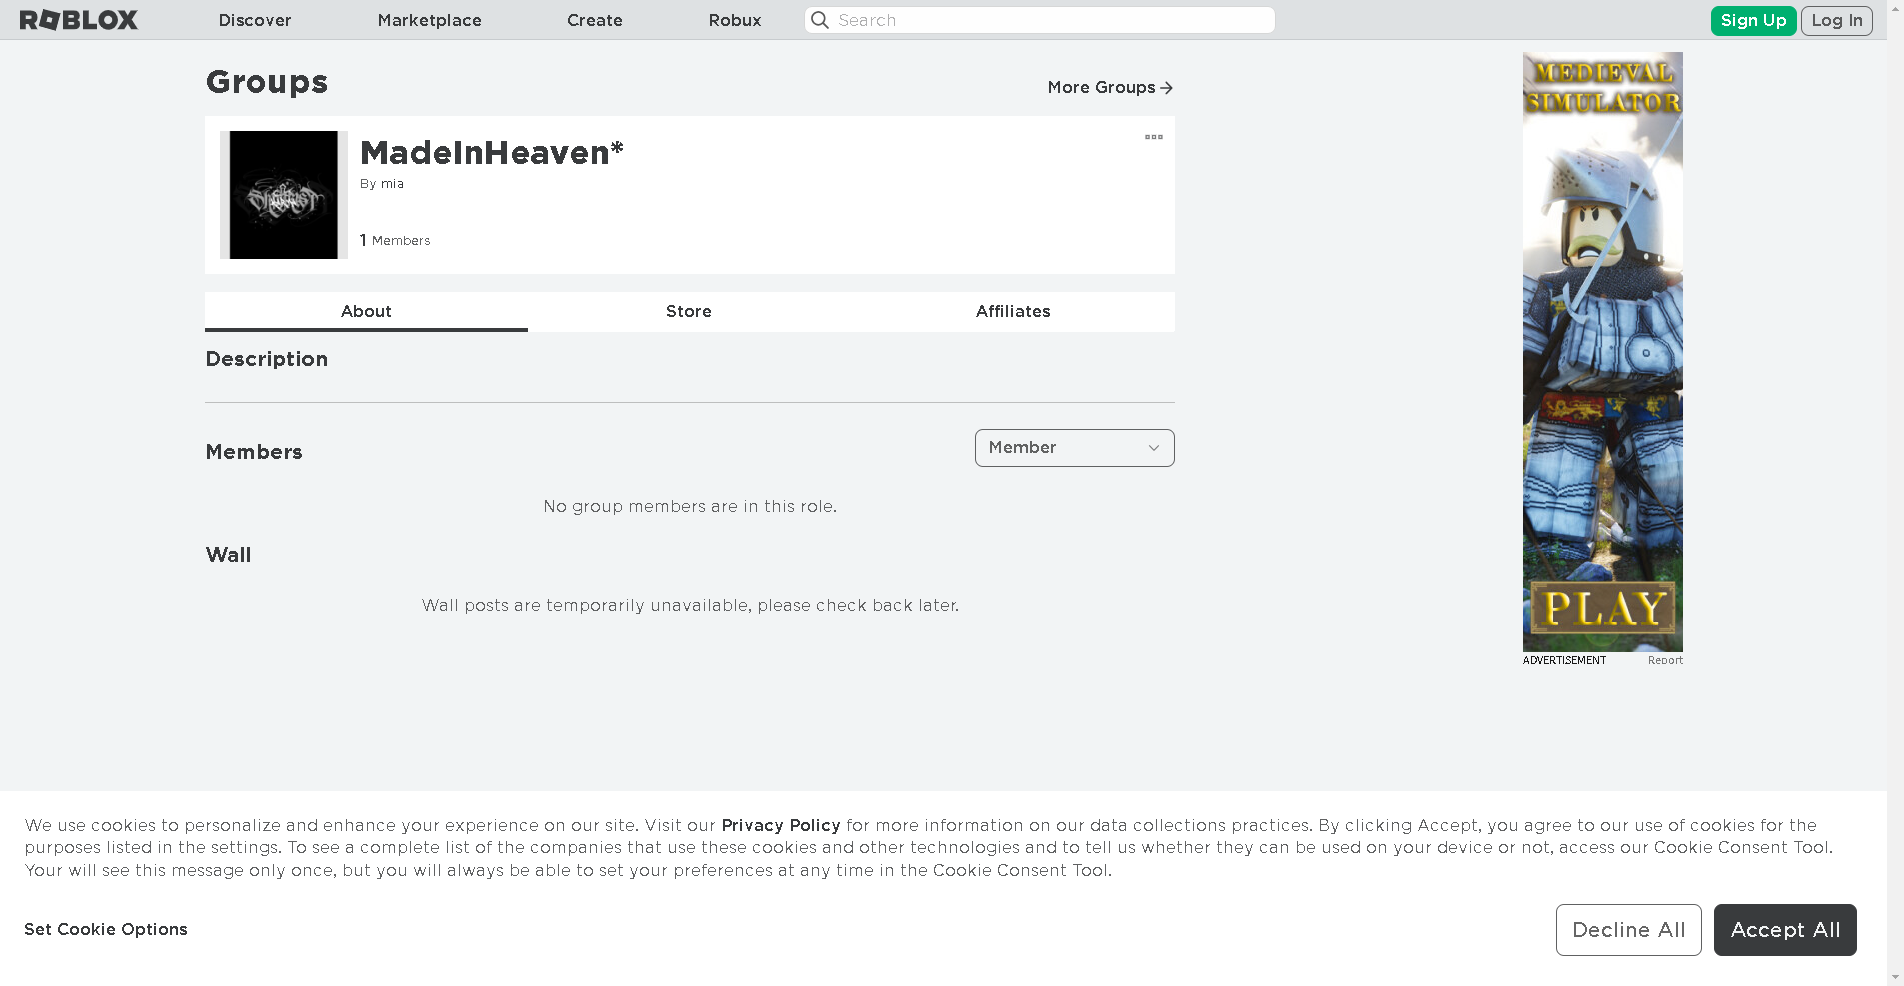 ROBLOX
Discover
Marketplace
Create
Robux
Search
Sign Up
Log In
Groups
More Groups
MadeInHeaven*
By mia
1 Members
About
Store
Affiliates
Description
Members
Member
No group members are in this role.
Wall
Wall posts are temporarily unavailable, please check back later.
MEDIEVAL
SIMULATOR
PLAY
ADVERTISEMENT
Report
We use cookies to personalize and enhance your experience on our site. Visit our Privacy Policy for more information on our data collections practices. By clicking Accept, you agree to our use of cookies for the
purposes listed in the settings. To see a complete list of the companies that use these cookies and other technologies and to tell us whether they can be used on your device or not, access our Cookie Consent Tool.
Your will see this message only once, but you will always be able to set your preferences at any time in the Cookie Consent Tool.
Set Cookie Options
Decline All
Accept All